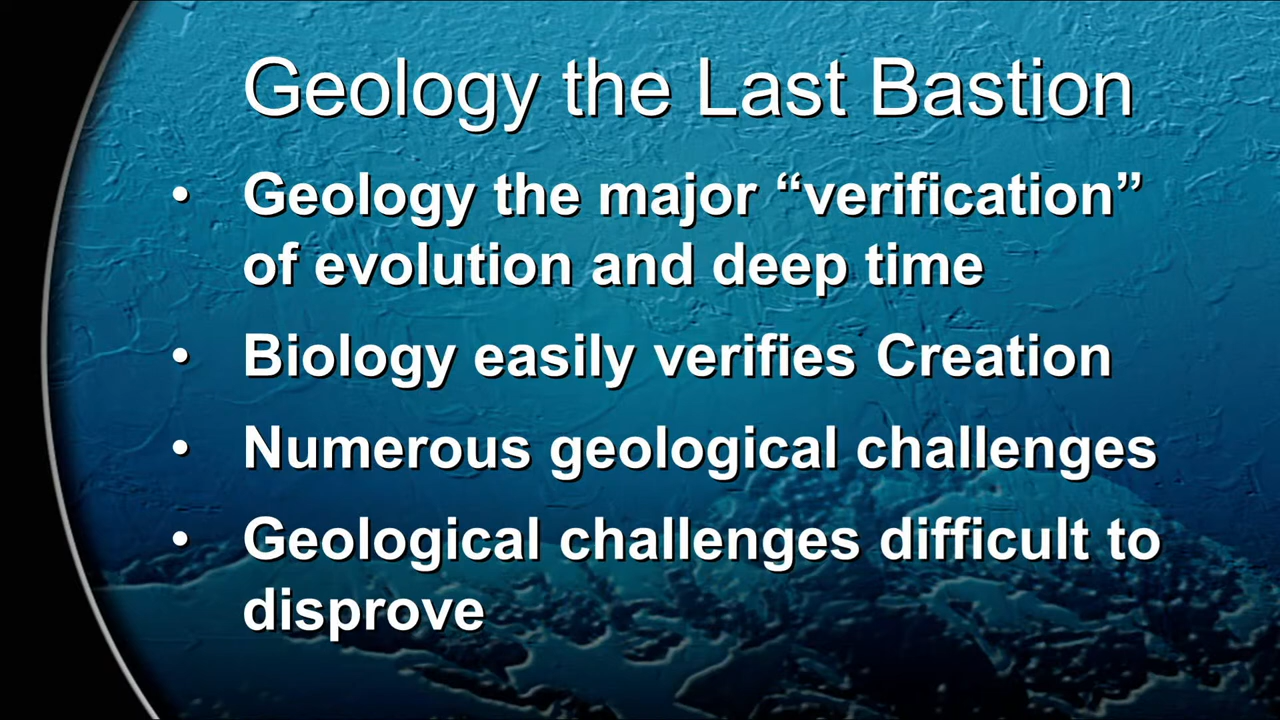 Geology the Last Bastion
• Geology the major “verification”
of evolution and deep time
• Biology easily verifies Creation
• Numerous geological challenges
• Geological challenges difficult to
disprove